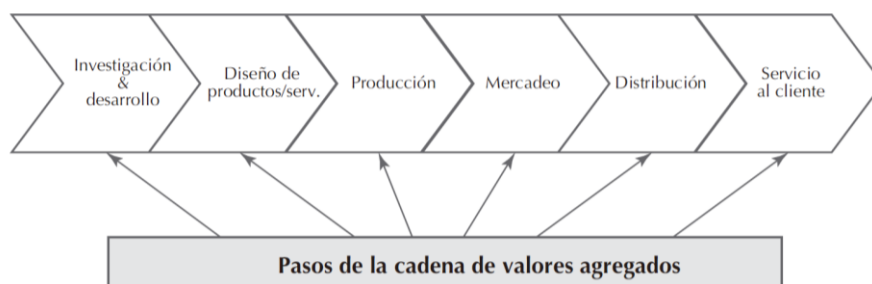 Investigación
&
desarrollo
Diseño de
productos/serv.
Producción
Mercadeo
Distribución
Servicio
al cliente
Pasos de la cadena de valores agregados